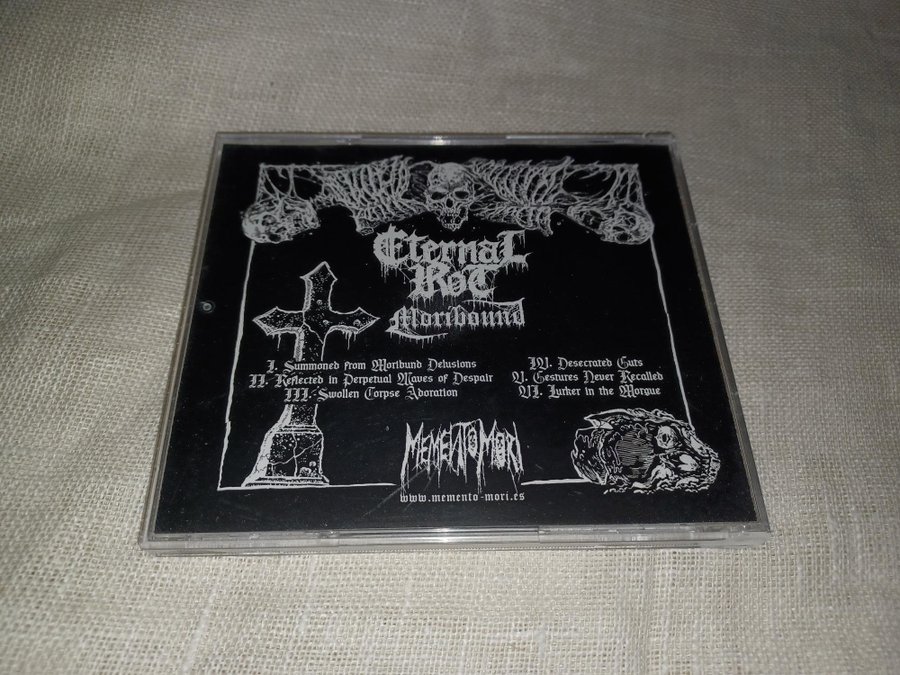 Eternal
Rot
Moribound
I. Summoned from Moribund Delusions
II. Reflected in Perpetual Waves of Despair
III. Swollen Corpse Adoration
IV. Desecrated Guts
V. Gestures Never Recalled
VI. Lurker in the Morgue
Memento Mori
www.memento-mori.es